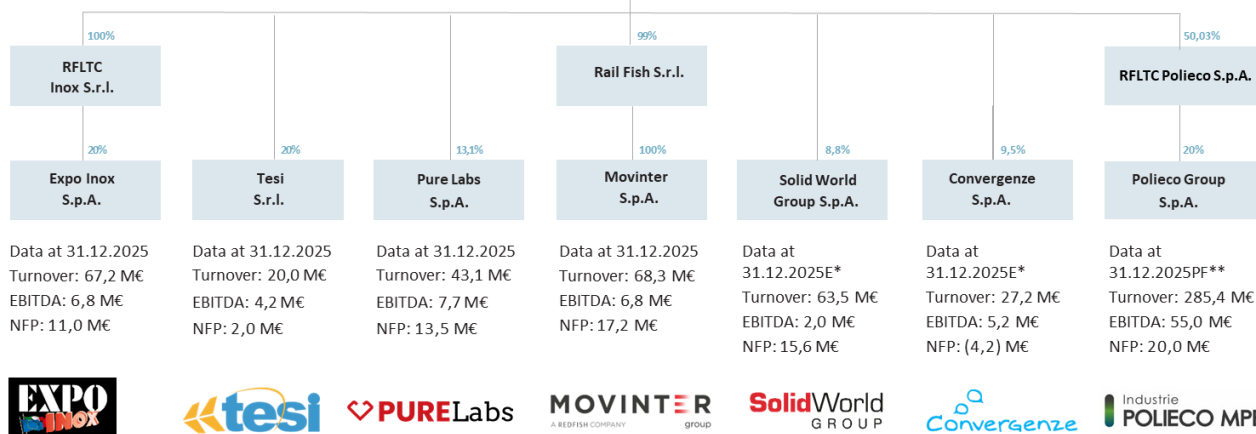 100%
99%
50,03%
RFLTC
Inox S.r.l.
Rail Fish S.r.l.
RFLTC Polieco S.p.A.
20%
20%
13,1%
100%
8,8%
9,5%
20%
Expo Inox
S.p.A.
Tesi
S.r.l.
Pure Labs
S.p.A.
Movinter
S.p.A.
Solid World
Group S.p.A.
Convergenze
S.p.A.
Polieco Group
S.p.A.
Data at 31.12.2025
Turnover: 67,2 M€
EBITDA: 6,8 M€
NFP: 11,0 M€
Data at 31.12.2025
Turnover: 20,0 M€
EBITDA: 4,2 M€
NFP: 2,0 M€
Data at 31.12.2025
Turnover: 43,1 M€
EBITDA: 7,7 M€
NFP: 13,5 M€
Data at 31.12.2025
Turnover: 68,3 M€
EBITDA: 6,8 M€
NFP: 17,2 M€
Data at
31.12.2025E*
Turnover: 63,5 M€
EBITDA: 2,0 M€
NFP: 15,6 M€
Data at
31.12.2025E*
Turnover: 27,2 M€
EBITDA: 5,2 M€
NFP: (4,2) M€
Data at
31.12.2025PF**
Turnover: 285,4 M€
EBITDA: 55,0 M€
NFP: 20,0 M€
EXPO
INOX
tesi
PURELabs
MOVINTER
A REDFISH COMPANY group
SolidWorld
GROUP
Convergenze
Industrie
POLIECO MP